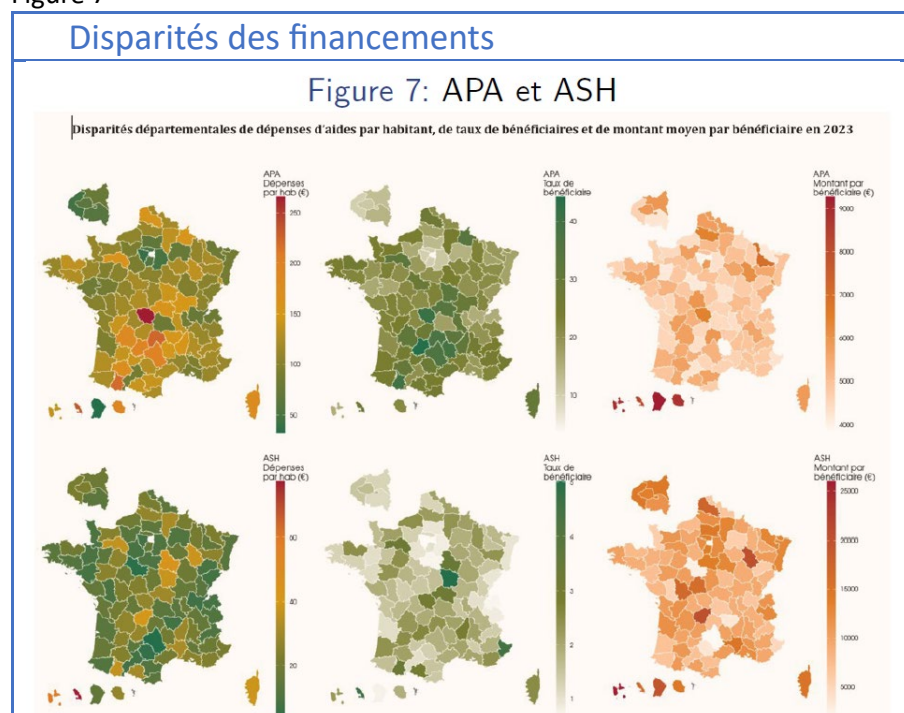 Figure 7
Disparités des financements
Figure 7: APA et ASH
Disparités départementales de dépenses d'aides par habitant, de taux de bénéficiaires et de montant moyen par bénéficiaire en 2023
APA
Dépenses
par hab (€)
250
200
150
100
50
APA
Taux de
bénéficiaire
40
30
20
10
APA
Montant par
bénéficiaire (€)
9000
8000
7000
6000
5000
4000
ASH
Dépenses
par hab (€)
60
40
20
ASH
Taux de
bénéficiaire
5
4
3
2
1
ASH
Montant par
bénéficiaire (€)
25000
20000
15000
10000
5000